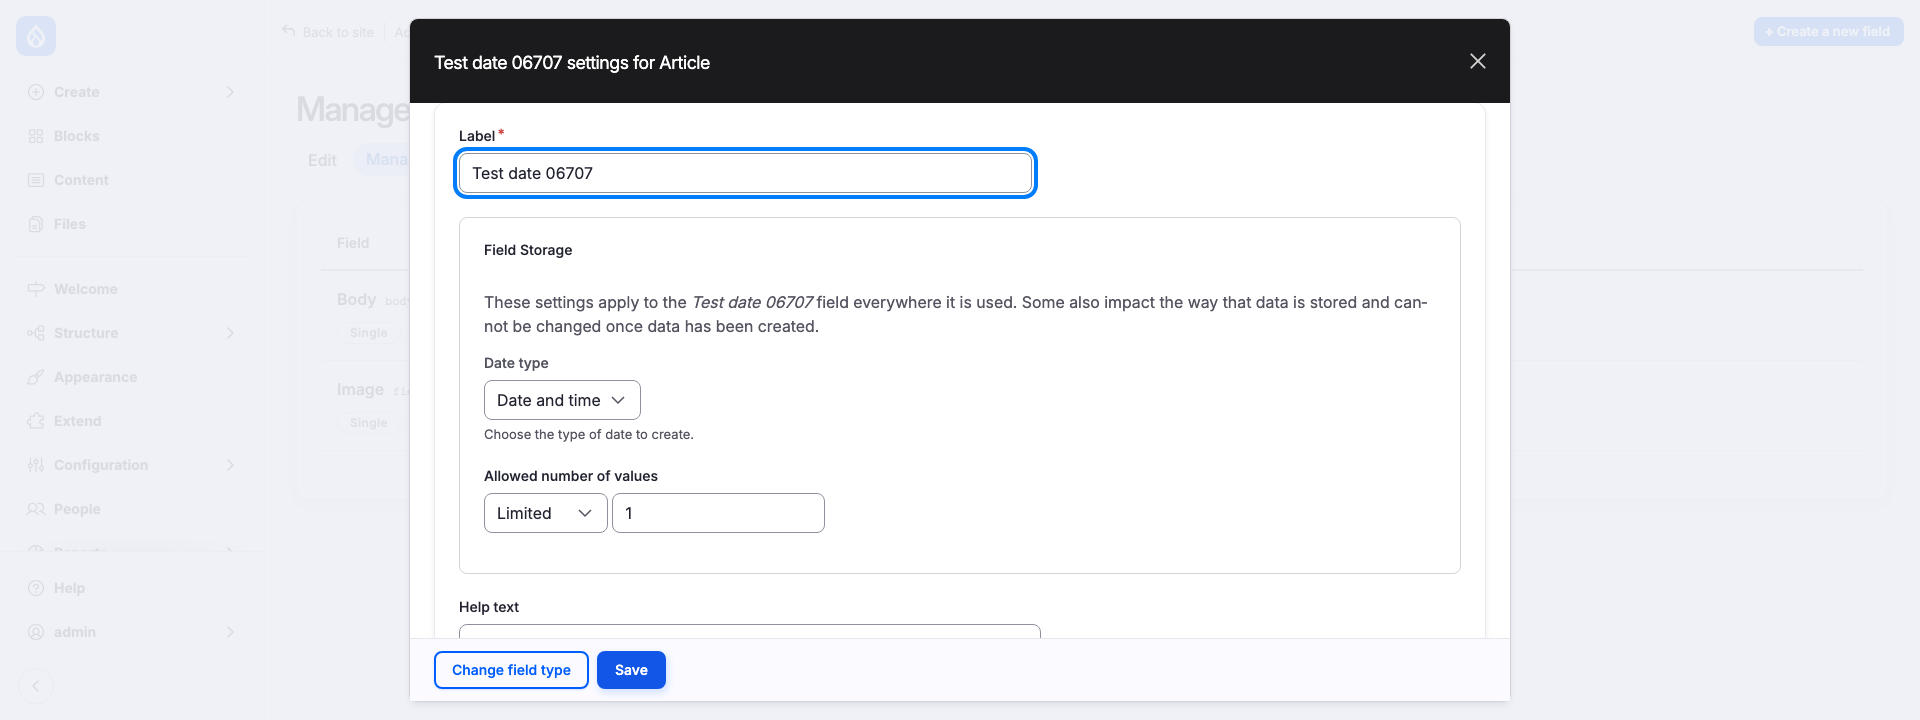 Back to site
+ Create a new field
Create
Blocks
Content
Files
Welcome
Structure
Appearance
Extend
Configuration
People
Reports
Help
admin
Manage
Edit
Field
Body
Single
Image
Single
Test date 06707 settings for Article
Label *
Test date 06707
Field Storage
These settings apply to the Test date 06707 field everywhere it is used. Some also impact the way that data is stored and can-
not be changed once data has been created.
Date type
Date and time
Choose the type of date to create.
Allowed number of values
Limited 1
Help text
Change field type Save